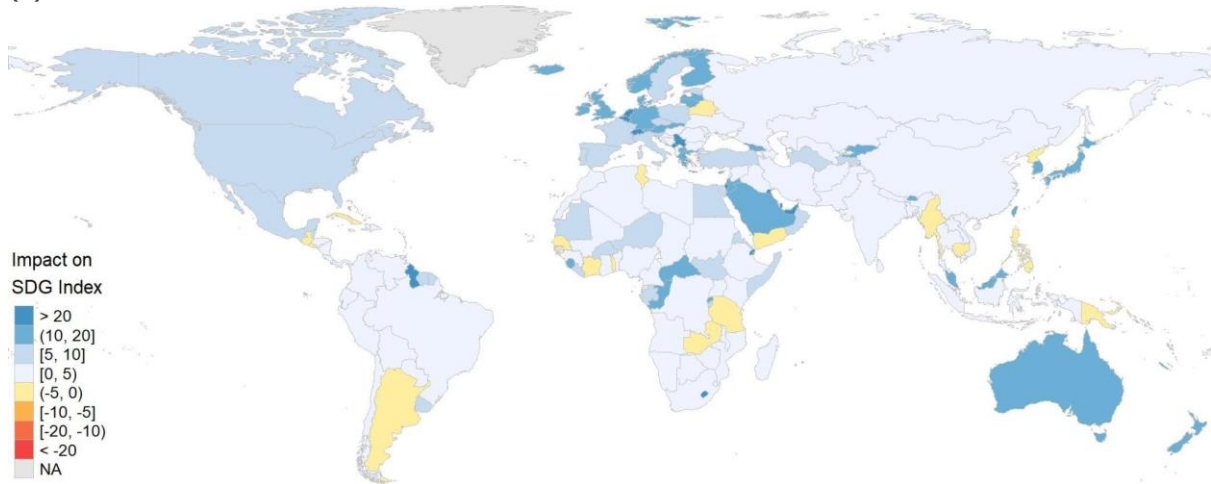 Impact on
SDG Index
> 20
(10, 20]
[5, 10]
[0, 5)
(-5, 0)
[-10, -5]
[-20, -10)
< -20
NA